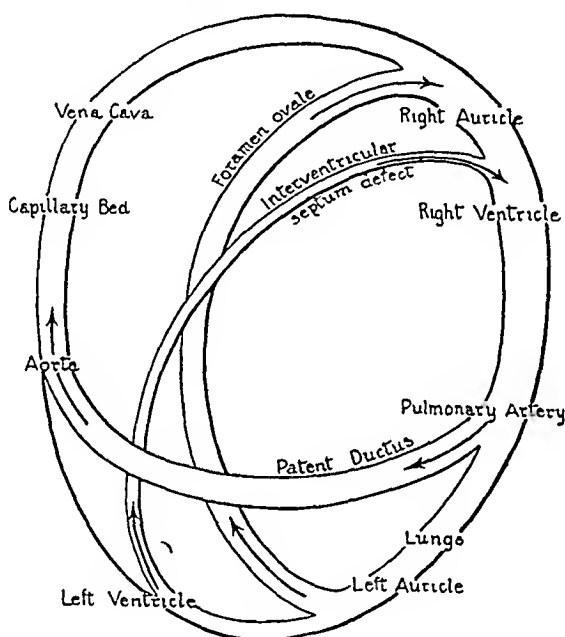 Vena Cava
Foramen ovale
Right Auricle
Interventricular
septum defect
Capillary Bed
Right Ventricle
Aorta
Pulmonary Artery
Patent Ductus
Lungs
Left Auricle
Left Ventricle